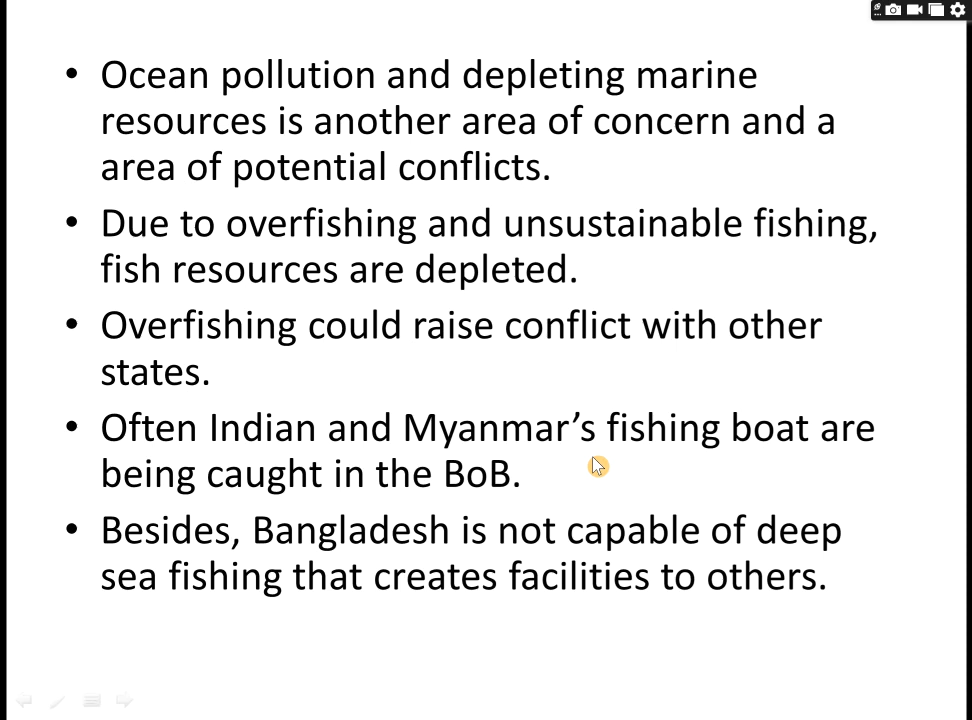 • Ocean pollution and depleting marine
resources is another area of concern and a
area of potential conflicts.
• Due to overfishing and unsustainable fishing,
fish resources are depleted.
• Overfishing could raise conflict with other
states.
• Often Indian and Myanmar’s fishing boat are
being caught in the BoB.
• Besides, Bangladesh is not capable of deep
sea fishing that creates facilities to others.